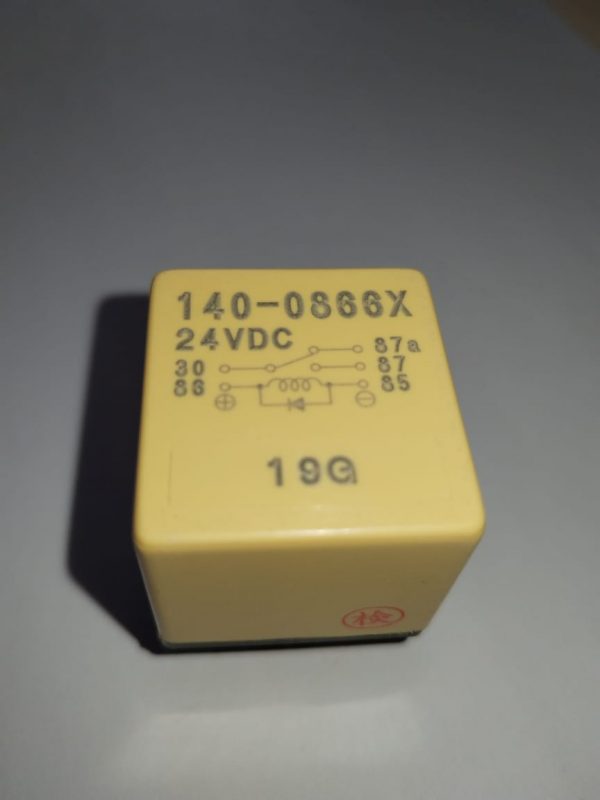 140-0866X
24VDC
87a
30 87
86 85
⊕ ⊖
19G
検